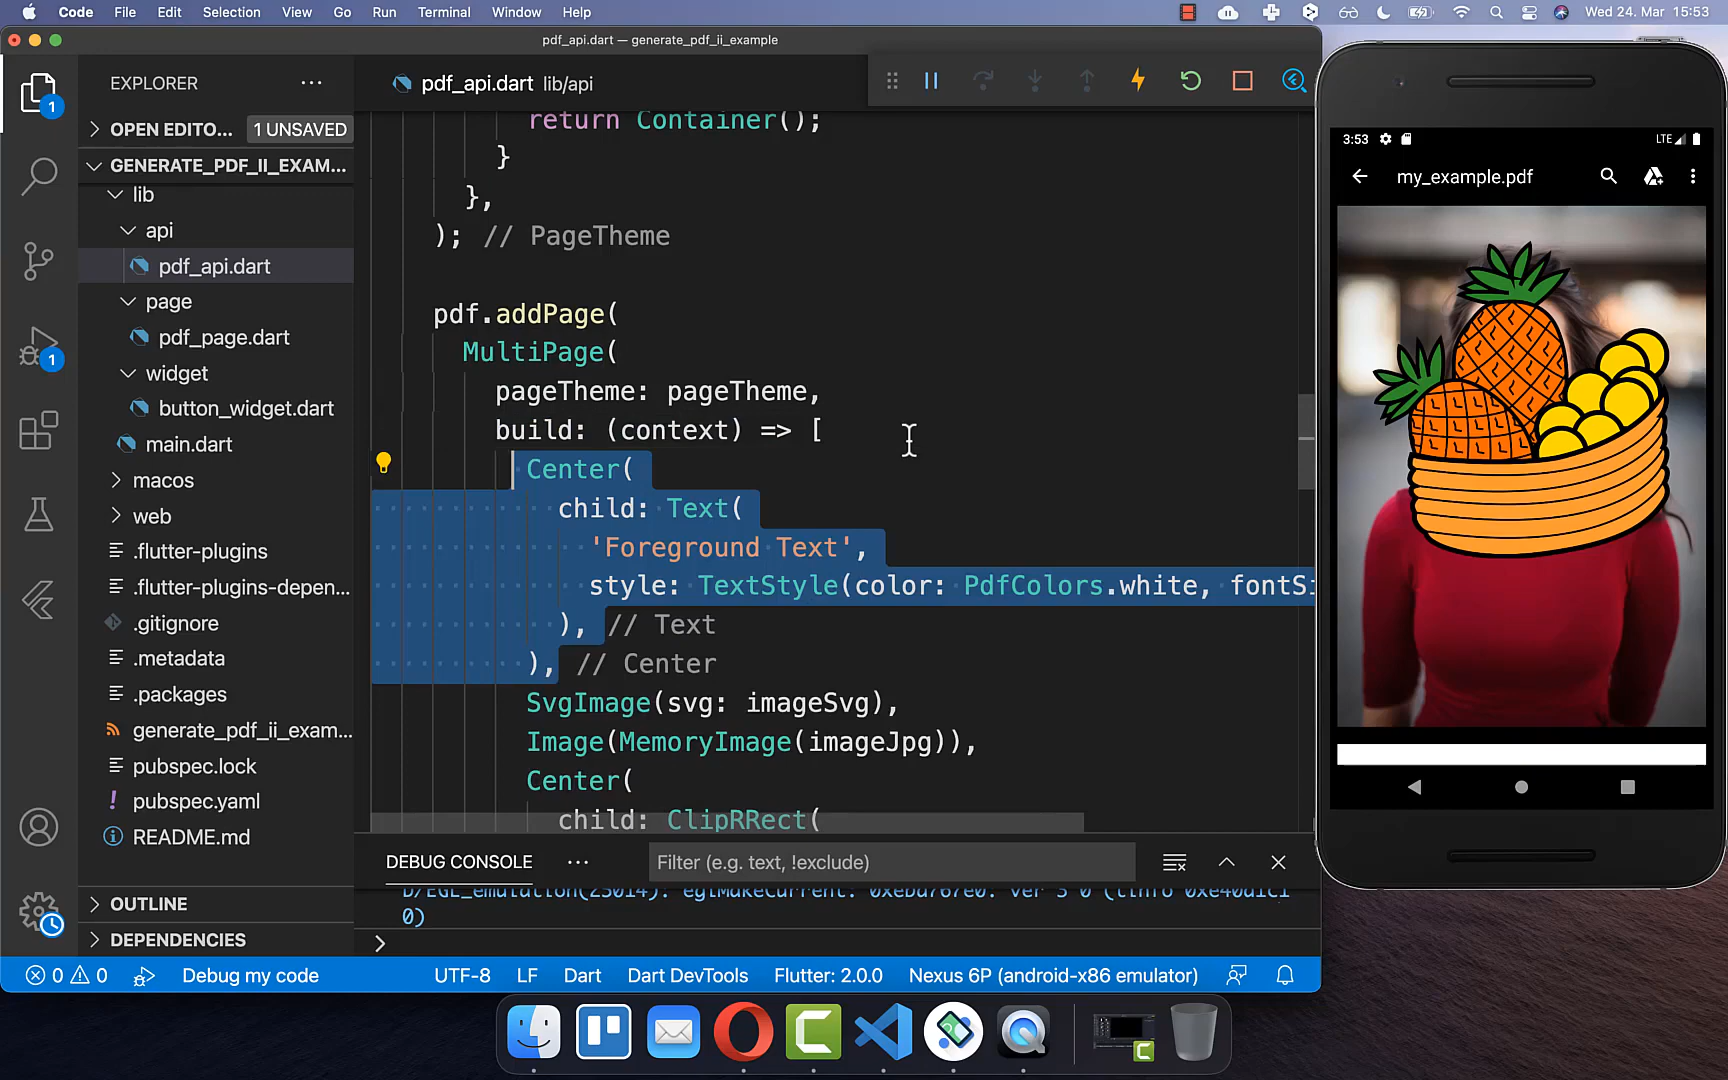 Code File Edit Selection View Go Run Terminal Window Help Wed 24. Mar 15:53
pdf_api.dart — generate_pdf_ii_example
EXPLORER
pdf_api.dart lib/api
OPEN EDITO... 1 UNSAVED
GENERATE_PDF_II_EXAM...
lib
api
pdf_api.dart
page
pdf_page.dart
widget
button_widget.dart
main.dart
macos
web
.flutter-plugins
.flutter-plugins-depen...
.gitignore
.metadata
.packages
generate_pdf_ii_exam...
pubspec.lock
pubspec.yaml
README.md
OUTLINE
DEPENDENCIES
1
1
return Container();
}
},
); // PageTheme
pdf.addPage(
MultiPage(
pageTheme: pageTheme,
build: (context) => [
Center(
child: Text(
'Foreground Text',
style: TextStyle(color: PdfColors.white, fontSi
), // Text
), // Center
SvgImage(svg: imageSvg),
Image(MemoryImage(imageJpg)),
Center(
child: ClipRRect(
DEBUG CONSOLE ... Filter (e.g. text, !exclude)
0)
0 0 Debug my code UTF-8 LF Dart Dart DevTools Flutter: 2.0.0 Nexus 6P (android-x86 emulator)
3:53 LTE
my_example.pdf